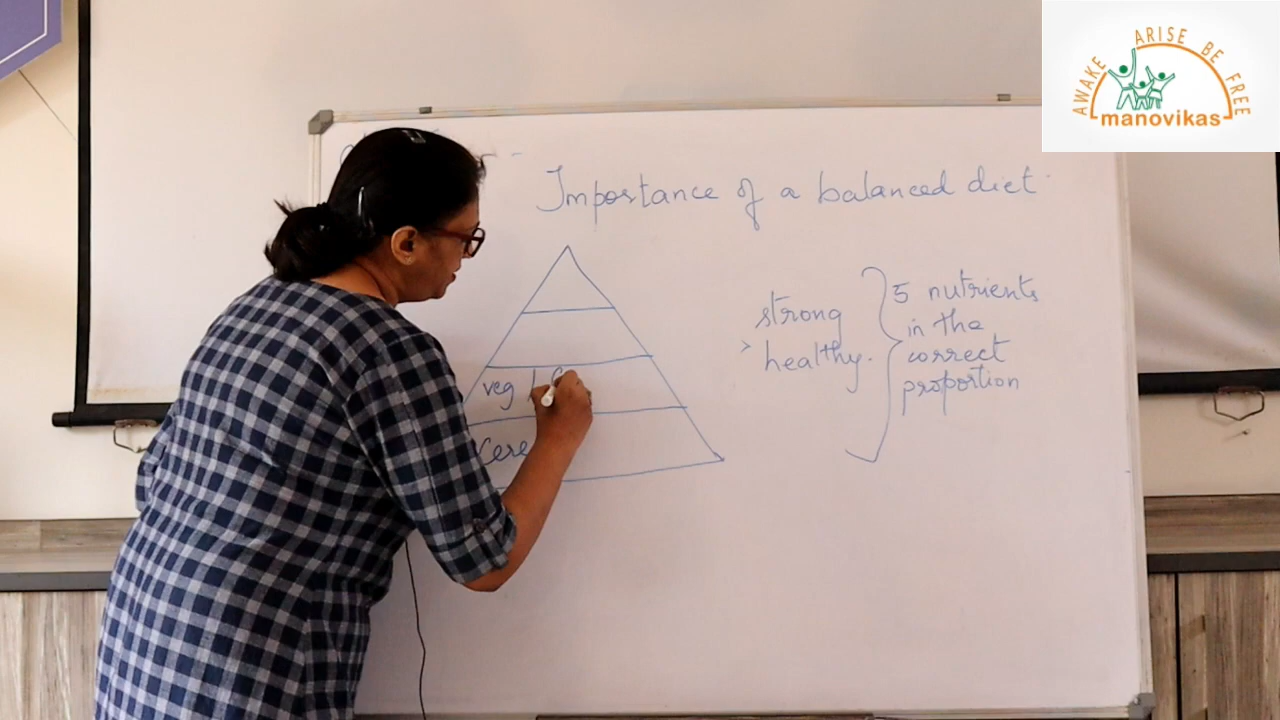 AWAKE ARISE BE FREE
manovikas
Importance of a balanced diet
strong
healthy.
5 nutrients
in the
correct
proportion
veg |